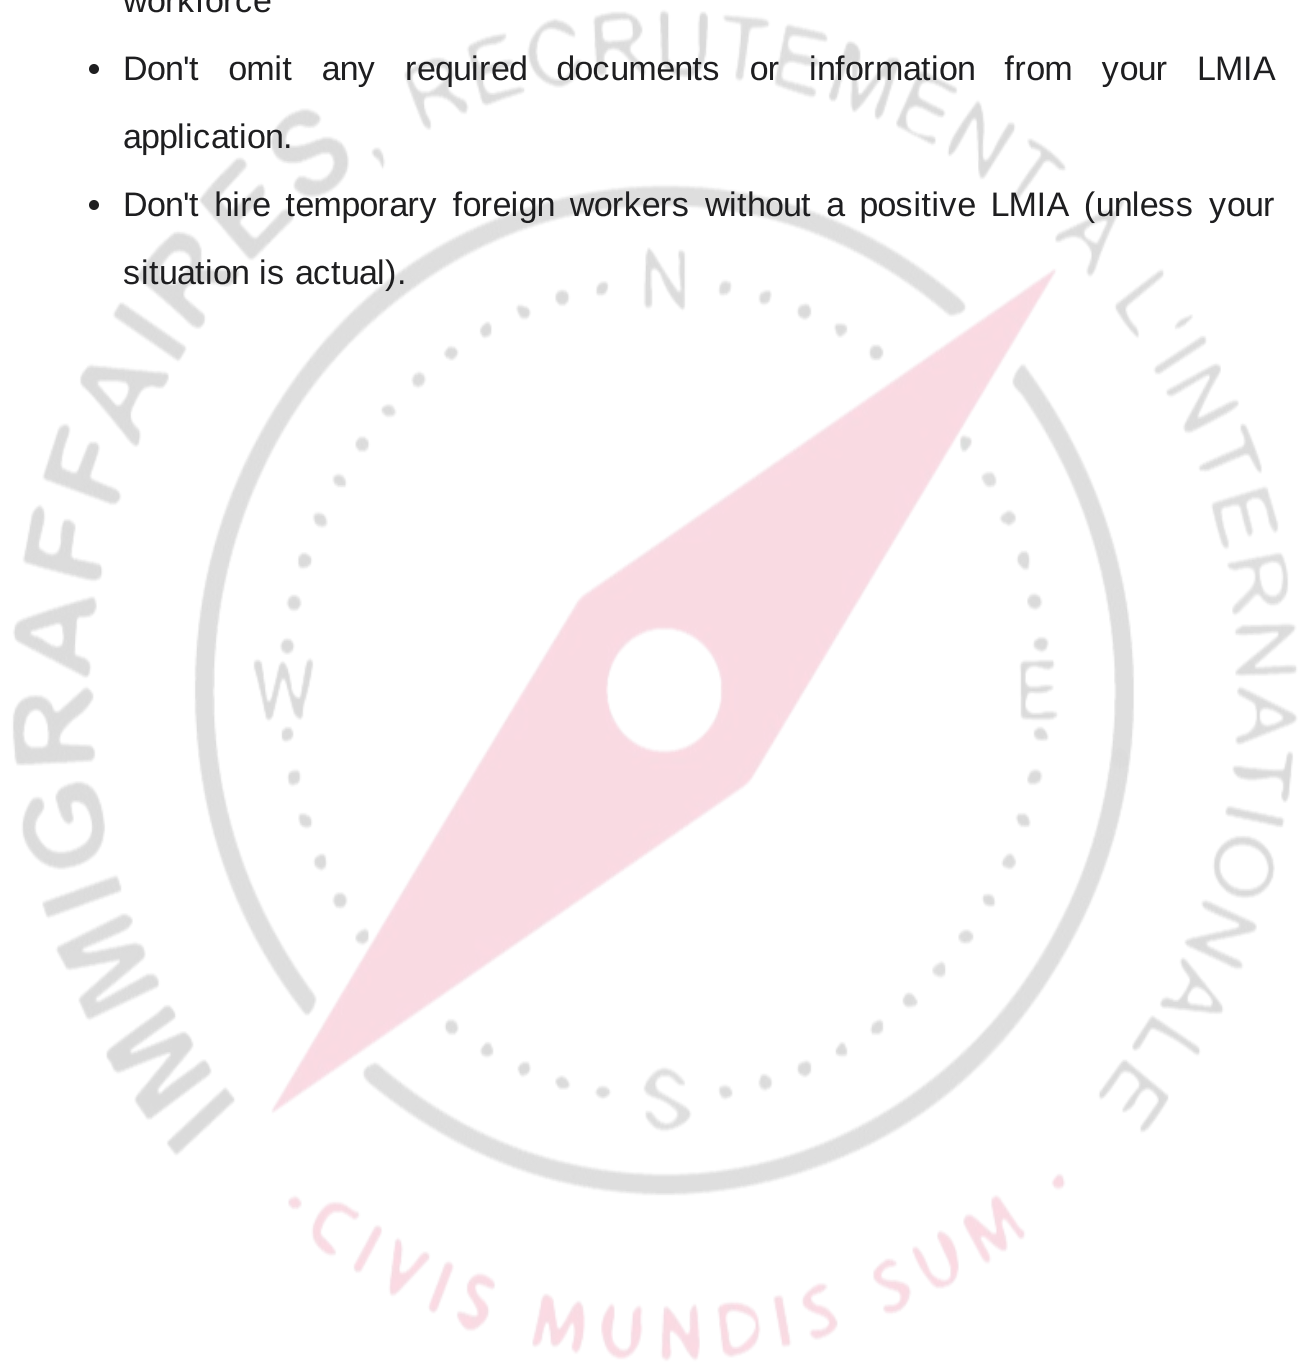 workforce
• Don't omit any required documents or information from your LMIA
application.
• Don't hire temporary foreign workers without a positive LMIA (unless your
situation is actual).
IMMIGRAFFAIRES, RECRUTEMENT A L'INTERNATIONALE
N
W
E
S
·CIVIS MUNDIS SUM·